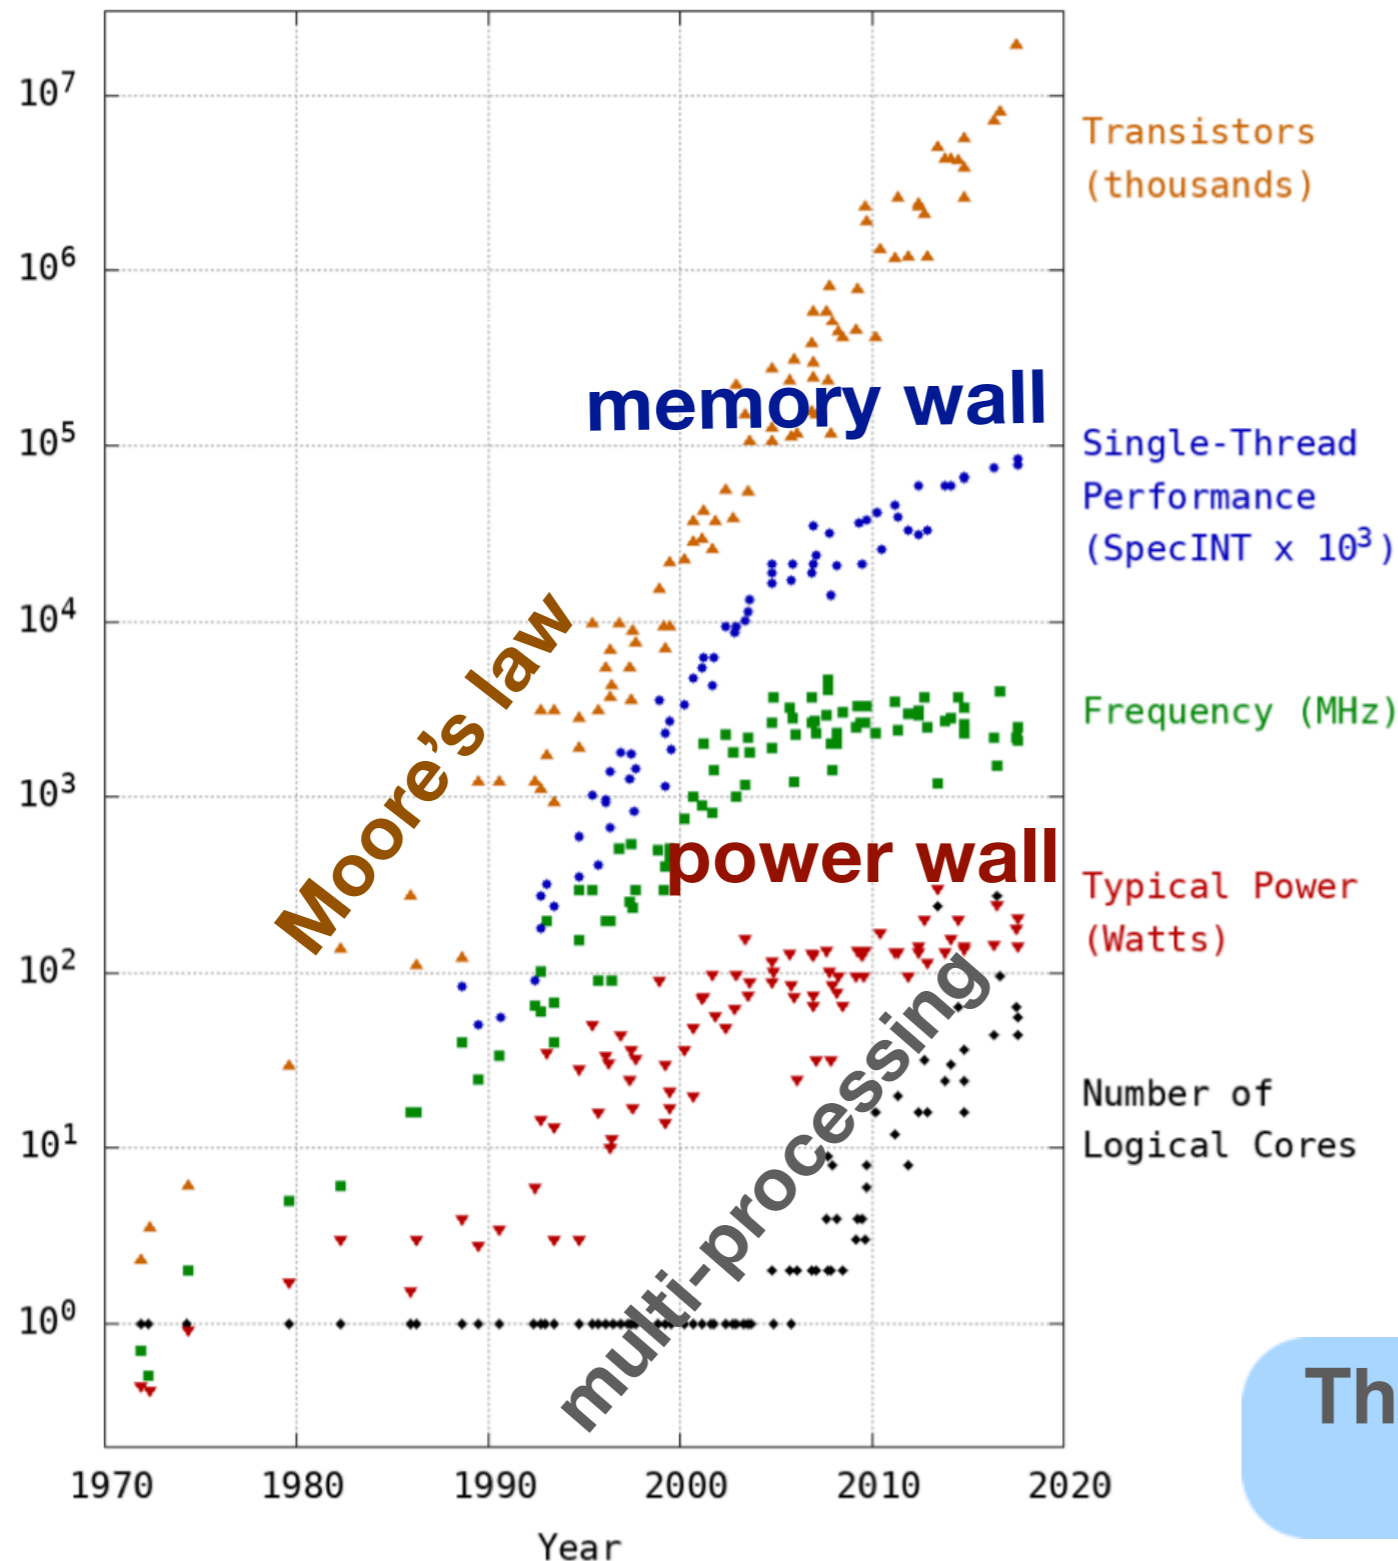 10⁷
10⁶
10⁵
10⁴
10³
10²
10¹
10⁰
Transistors
(thousands)
memory wall
Single-Thread
Performance
(SpecINT x 10³)
Moore’s law
Frequency (MHz)
power wall
Typical Power
(Watts)
multi-processing
Number of
Logical Cores
Th
1970 1980 1990 2000 2010 2020
Year